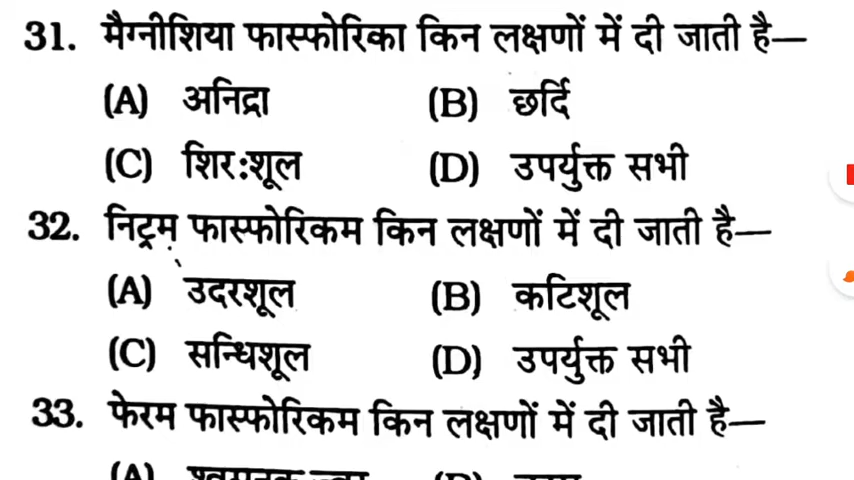 31. मैग्नीशिया फास्फोरिका किन लक्षणों में दी जाती है—
(A) अनिद्रा (B) छर्दि
(C) शिर:शूल (D) उपर्युक्त सभी
32. निट्रम फास्फोरिकम किन लक्षणों में दी जाती है—
(A) उदरशूल (B) कटिशूल
(C) सन्धिशूल (D) उपर्युक्त सभी
33. फेरम फास्फोरिकम किन लक्षणों में दी जाती है—
(A) (B)